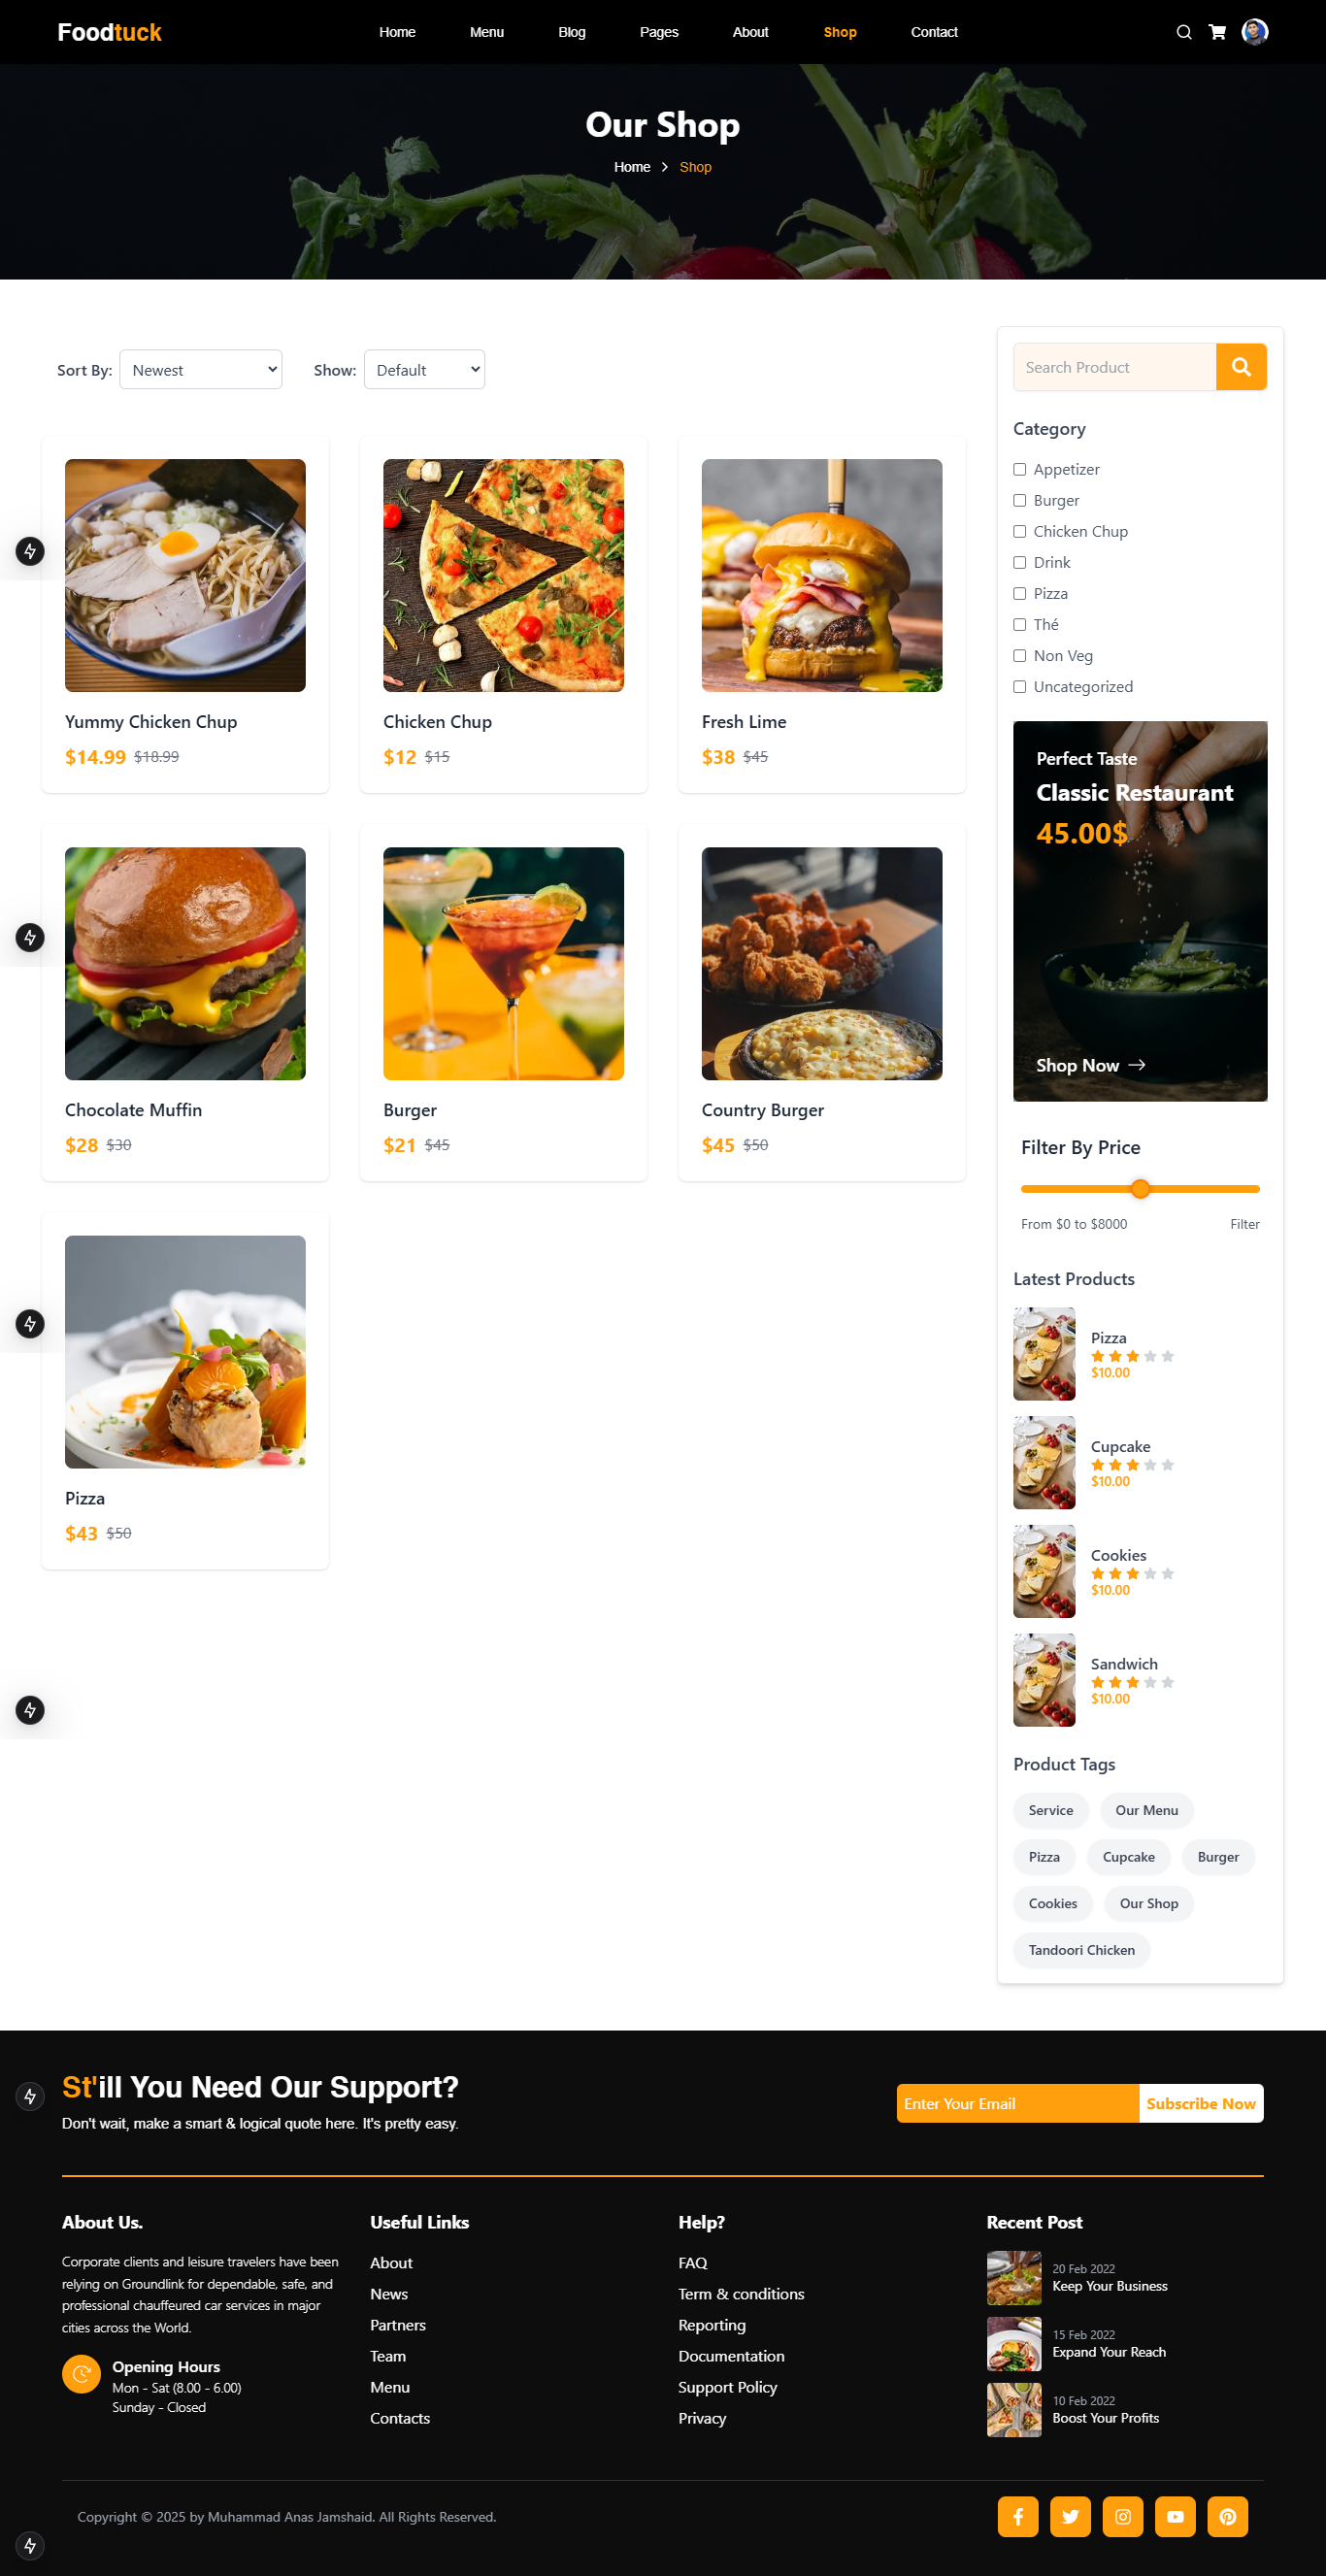 Foodtuck
Home Menu Blog Pages About Shop Contact
Our Shop
Home > Shop
Sort By: Newest Show: Default
Yummy Chicken Chup
$14.99 $18.99
Chicken Chup
$12 $15
Fresh Lime
$38 $45
Chocolate Muffin
$28 $30
Burger
$21 $45
Country Burger
$45 $50
Pizza
$43 $50
Search Product
Category
Appetizer
Burger
Chicken Chup
Drink
Pizza
Thé
Non Veg
Uncategorized
Perfect Taste
Classic Restaurant
45.00$
Shop Now
Filter By Price
From $0 to $8000 Filter
Latest Products
Pizza
$10.00
Cupcake
$10.00
Cookies
$10.00
Sandwich
$10.00
Product Tags
Service Our Menu
Pizza Cupcake Burger
Cookies Our Shop
Tandoori Chicken
St'ill You Need Our Support?
Don't wait, make a smart & logical quote here. It's pretty easy.
Enter Your Email Subscribe Now
About Us.
Corporate clients and leisure travelers have been
relying on Groundlink for dependable, safe, and
professional chauffeured car services in major
cities across the World.
Opening Hours
Mon - Sat (8.00 - 6.00)
Sunday - Closed
Useful Links
About
News
Partners
Team
Menu
Contacts
Help?
FAQ
Term & conditions
Reporting
Documentation
Support Policy
Privacy
Recent Post
20 Feb 2022
Keep Your Business
15 Feb 2022
Expand Your Reach
10 Feb 2022
Boost Your Profits
Copyright © 2025 by Muhammad Anas Jamshaid. All Rights Reserved.